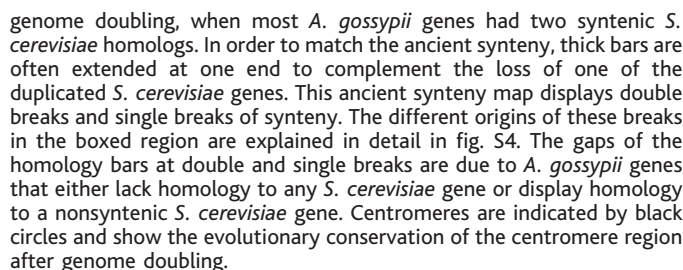 genome doubling, when most A. gossypii genes had two syntenic S.
cerevisiae homologs. In order to match the ancient synteny, thick bars are
often extended at one end to complement the loss of one of the
duplicated S. cerevisiae genes. This ancient synteny map displays double
breaks and single breaks of synteny. The different origins of these breaks
in the boxed region are explained in detail in fig. S4. The gaps of the
homology bars at double and single breaks are due to A. gossypii genes
that either lack homology to any S. cerevisiae gene or display homology
to a nonsyntenic S. cerevisiae gene. Centromeres are indicated by black
circles and show the evolutionary conservation of the centromere region
after genome doubling.